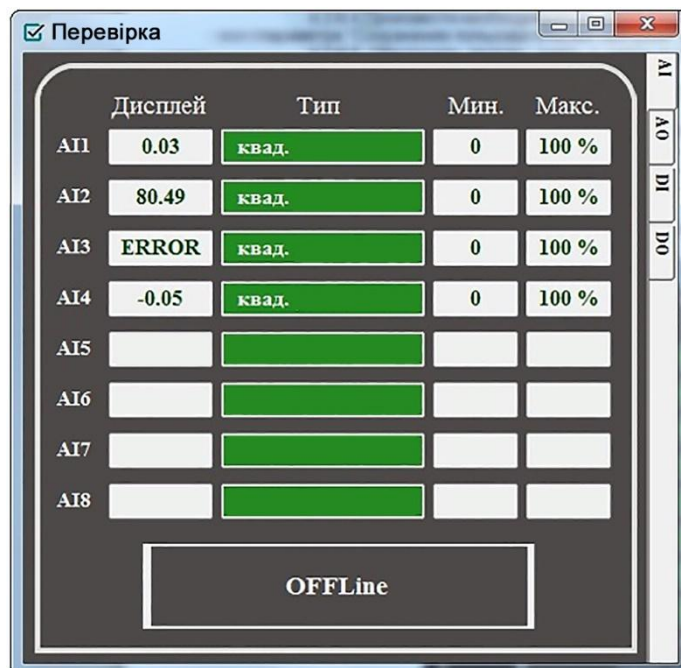 Перевірка
Дисплей Тип Мин. Макс.
AI1 0.03 квад. 0 100 %
AI2 80.49 квад. 0 100 %
AI3 ERROR квад. 0 100 %
AI4 -0.05 квад. 0 100 %
AI5
AI6
AI7
AI8
OFFLine
AI
AO
DI
DO